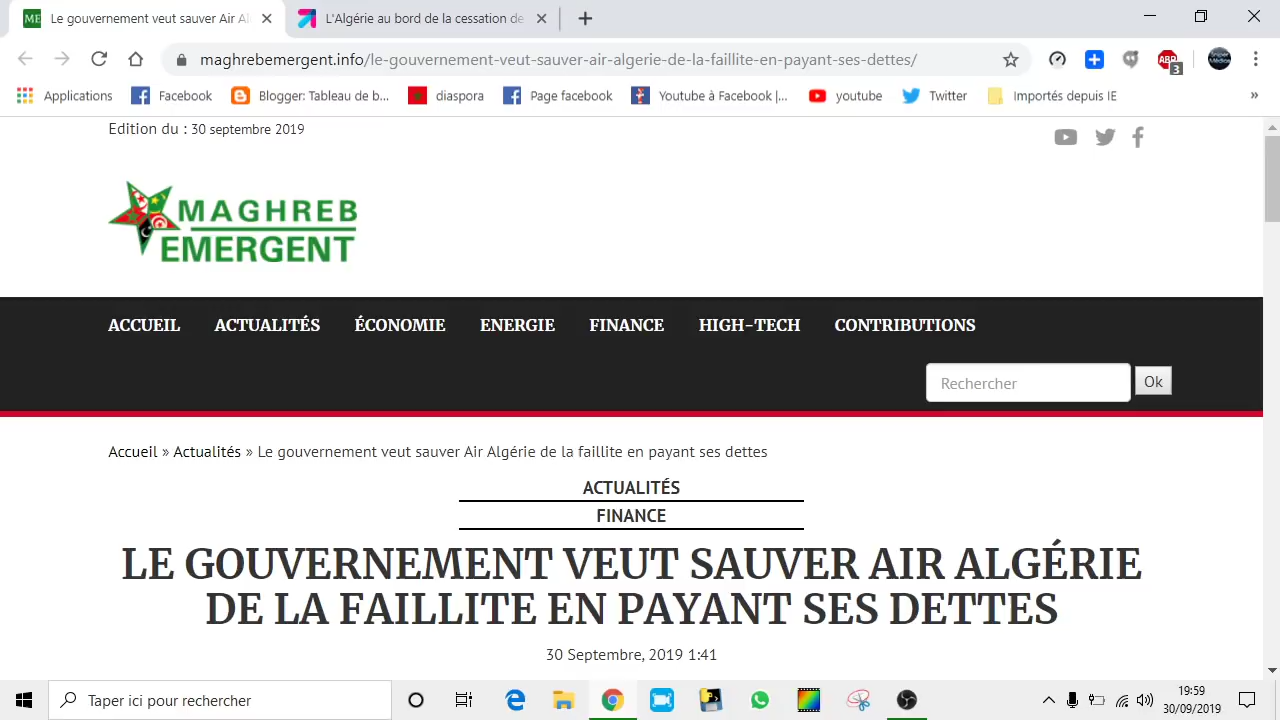 Le gouvernement veut sauver Air Al
L'Algérie au bord de la cessation de
maghrebemergent.info/le-gouvernement-veut-sauver-air-algerie-de-la-faillite-en-payant-ses-dettes/
ABP
3
Applications
Facebook
Blogger: Tableau de b...
diaspora
Page facebook
Youtube à Facebook |...
youtube
Twitter
Importés depuis IE
»
Edition du : 30 septembre 2019
MAGHREB
EMERGENT
ACCUEIL ACTUALITÉS ÉCONOMIE ENERGIE FINANCE HIGH-TECH CONTRIBUTIONS
Rechercher Ok
Accueil » Actualités » Le gouvernement veut sauver Air Algérie de la faillite en payant ses dettes
ACTUALITÉS
FINANCE
LE GOUVERNEMENT VEUT SAUVER AIR ALGÉRIE
DE LA FAILLITE EN PAYANT SES DETTES
30 Septembre, 2019 1:41
Taper ici pour rechercher
19:59
30/09/2019